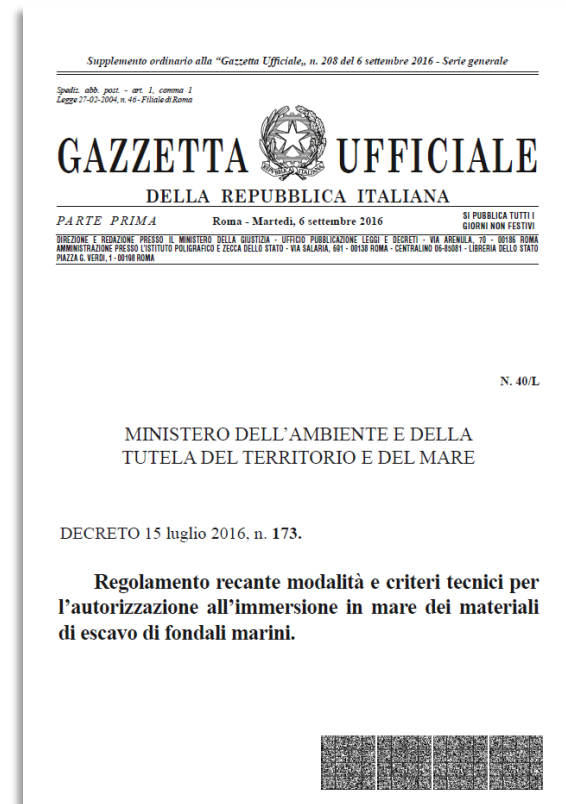 Supplemento ordinario alla “Gazzetta Ufficiale„ n. 208 del 6 settembre 2016 - Serie generale
Spediz. abb. post. - art. 1, comma 1
Legge 27-02-2004, n. 46 - Filiale di Roma
GAZZETTA UFFICIALE
DELLA REPUBBLICA ITALIANA
PARTE PRIMA
Roma - Martedì, 6 settembre 2016
SI PUBBLICA TUTTI I
GIORNI NON FESTIVI
DIREZIONE E REDAZIONE PRESSO IL MINISTERO DELLA GIUSTIZIA - UFFICIO PUBBLICAZIONE LEGGI E DECRETI - VIA ARENULA, 70 - 00186 ROMA
AMMINISTRAZIONE PRESSO L'ISTITUTO POLIGRAFICO E ZECCA DELLO STATO - VIA SALARIA, 691 - 00138 ROMA - CENTRALINO 06-85081 - LIBRERIA DELLO STATO
PIAZZA G. VERDI, 1 - 00198 ROMA
N. 40/L
MINISTERO DELL’AMBIENTE E DELLA
TUTELA DEL TERRITORIO E DEL MARE
DECRETO 15 luglio 2016, n. 173.
Regolamento recante modalità e criteri tecnici per
l’autorizzazione all’immersione in mare dei materiali
di escavo di fondali marini.